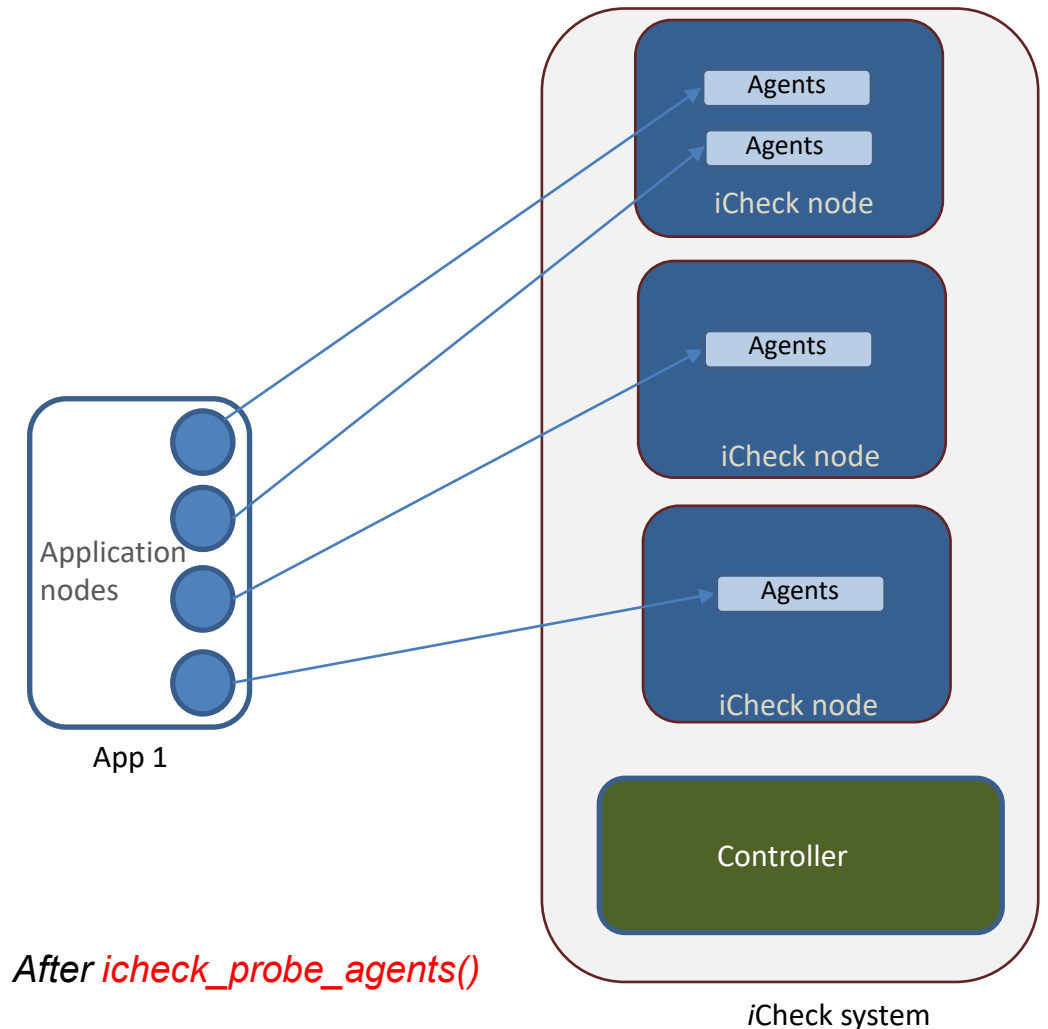 Agents
Agents
iCheck node
Agents
iCheck node
Application
nodes
Agents
iCheck node
App 1
Controller
After icheck_probe_agents()
iCheck system